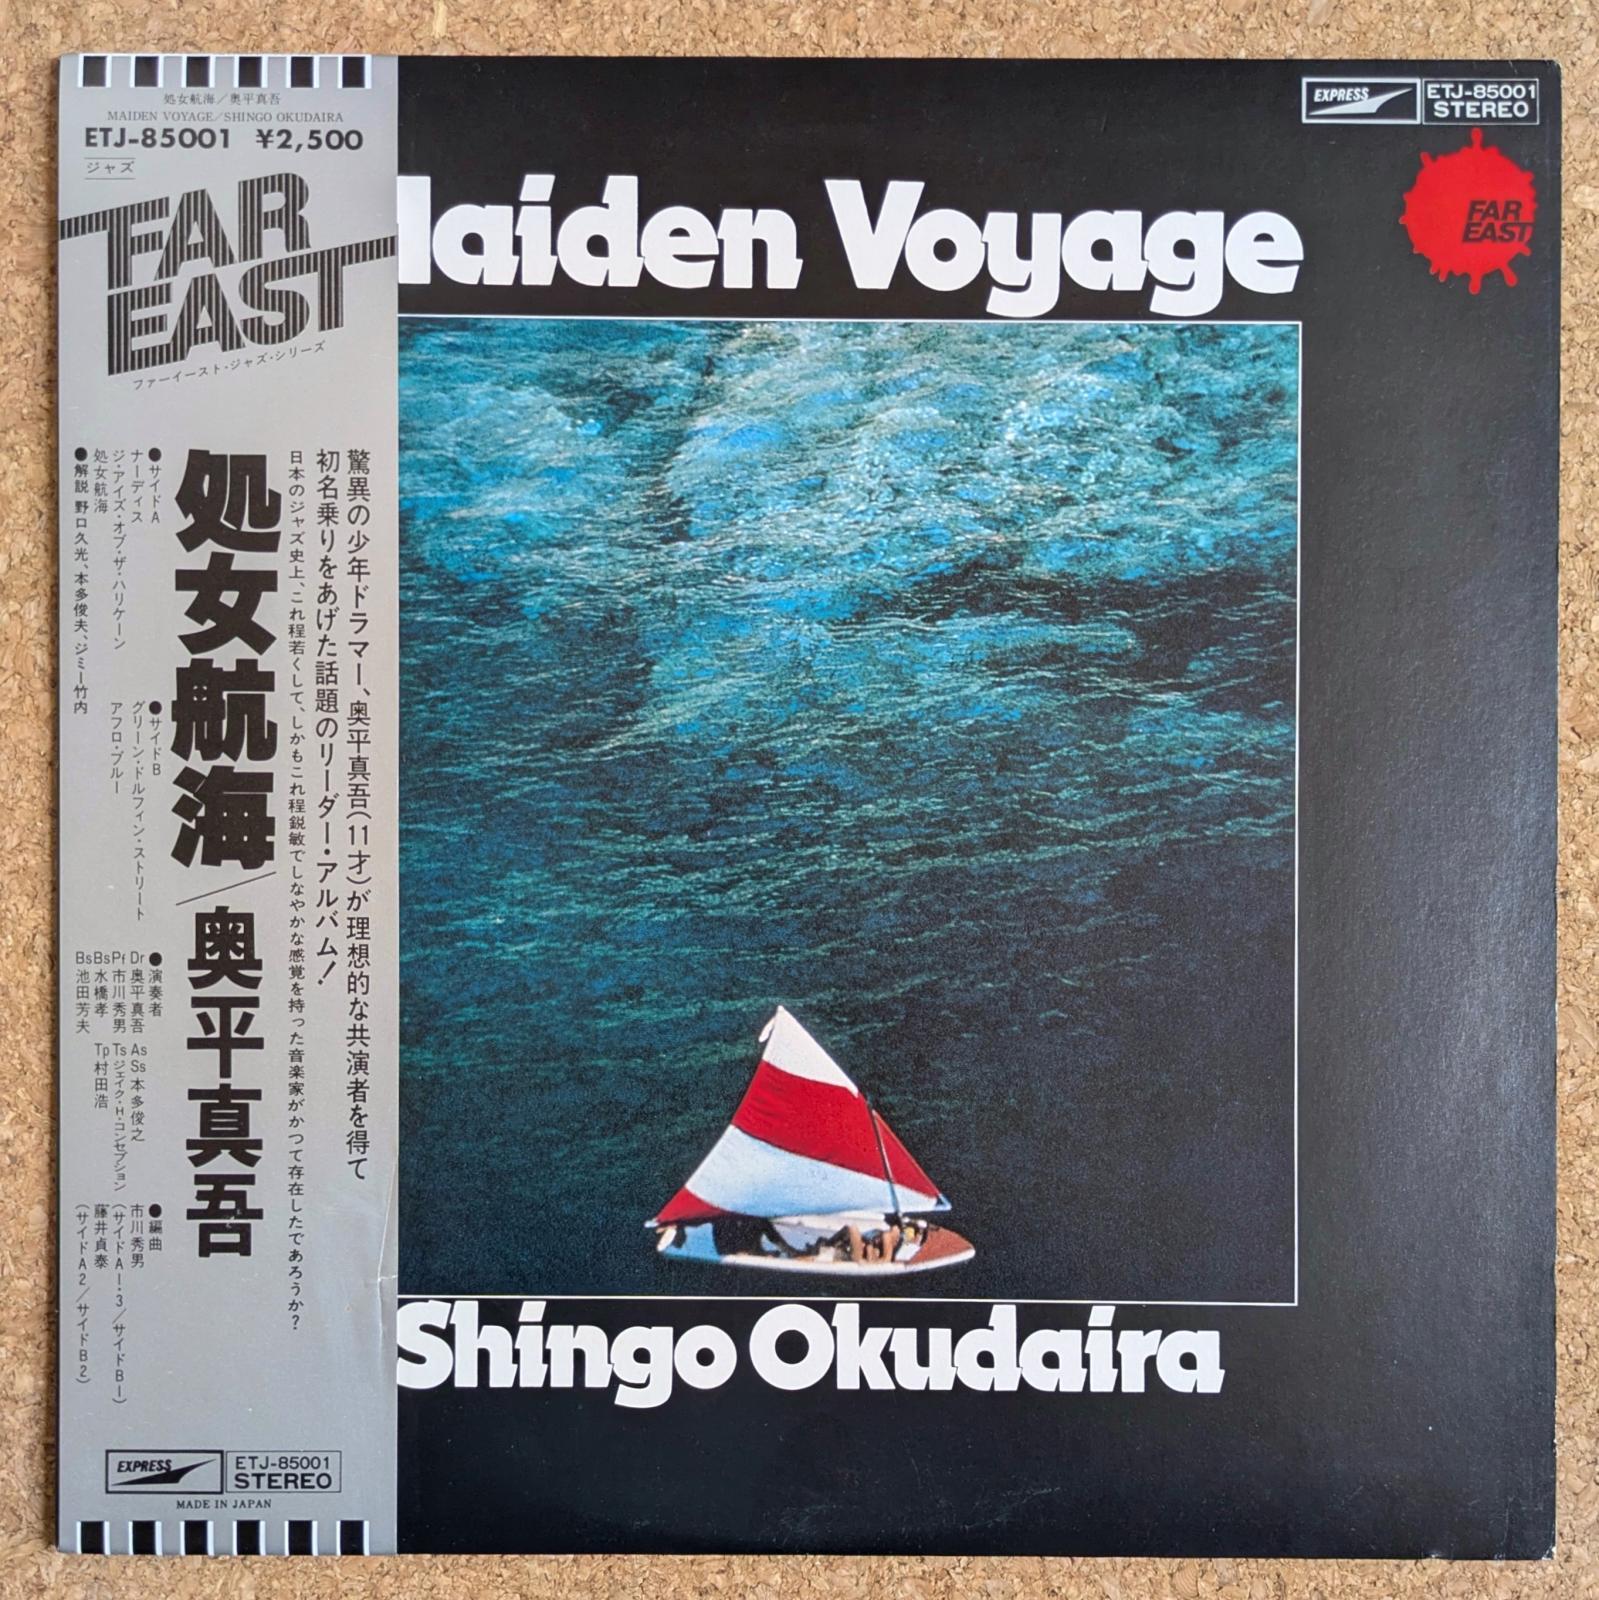 処女航海／奥平真吾
MAIDEN VOYAGE／SHINGO OKUDAIRA
ETJ-85001 ¥2,500
ジャズ
FAR
EAST
ファーイースト・ジャズ・シリーズ
驚異の少年ドラマー、奥平真吾(11才)が理想的な共演者を得て
初名乗りをあげた話題のリーダー・アルバム！
日本のジャズ史上、これ程若くして、しかもこれ程鋭敏でしなやかな感覚を持った音楽家がかつて存在したであろうか？
処女航海／奥平真吾
●サイドA
ナーディス
ジ・アイズ・オブ・ザ・ハリケーン
処女航海
●解説 野口久光、本多俊夫、ジミー竹内
●サイドB
グリーン・ドルフィン・ストリート
アフロ・ブルー
●演奏者
Dr 奥平真吾
Pf 市川秀男
Bs 水橋孝
Bs 池田芳夫
As Ss 本多俊之
Ts ジェイク・H・コンセプション
Tp 村田浩
●編曲
市川秀男
(サイドA1・3／サイドB1)
藤井貞泰
(サイドA2／サイドB2)
EXPRESS
ETJ-85001
STEREO
MADE IN JAPAN
EXPRESS
ETJ-85001
STEREO
FAR
EAST
Maiden Voyage
Shingo Okudaira